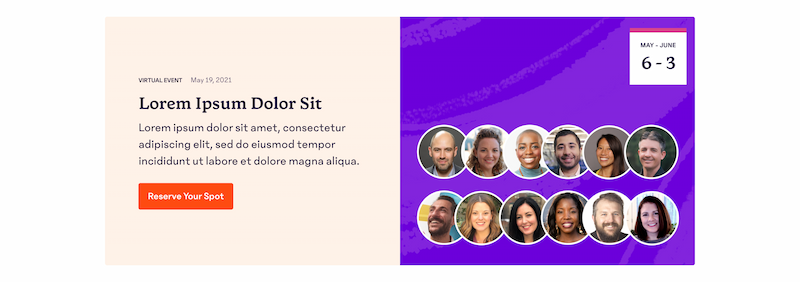 VIRTUAL EVENT May 19, 2021
Lorem Ipsum Dolor Sit
Lorem ipsum dolor sit amet, consectetur
adipiscing elit, sed do eiusmod tempor
incididunt ut labore et dolore magna aliqua.
Reserve Your Spot
MAY - JUNE
6 - 3